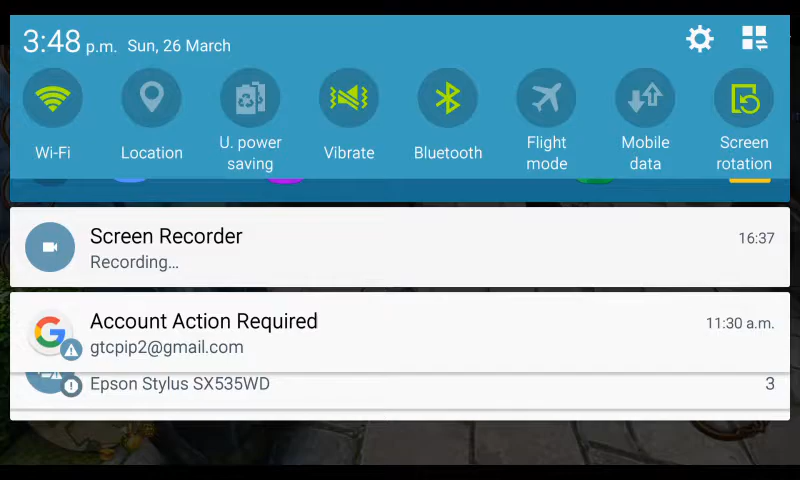 3:48 p.m. Sun, 26 March
Wi-Fi
Location
U. power
saving
Vibrate
Bluetooth
Flight
mode
Mobile
data
Screen
rotation
Screen Recorder
16:37
Recording...
Account Action Required
11:30 a.m.
gtcpip2@gmail.com
Epson Stylus SX535WD
3